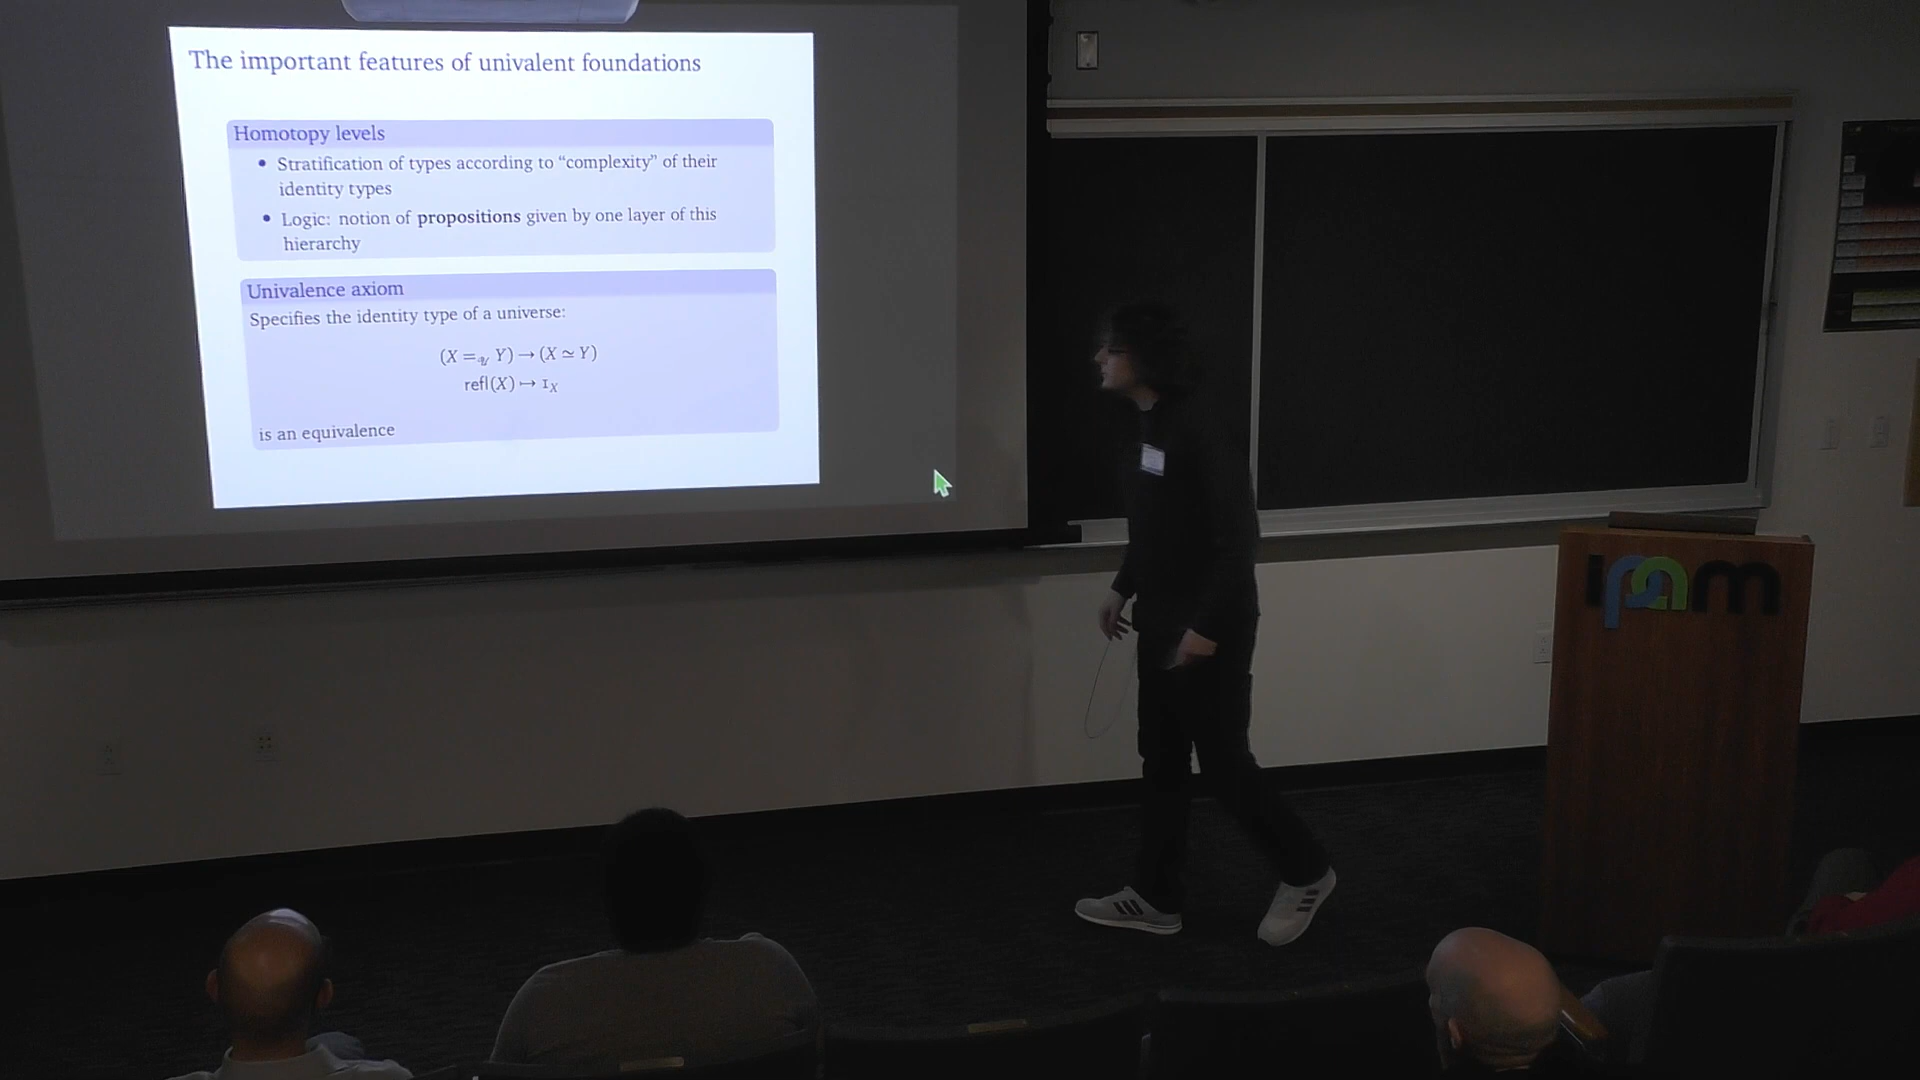 The important features of univalent foundations
Homotopy levels
• Stratification of types according to “complexity” of their
identity types
• Logic: notion of propositions given by one layer of this
hierarchy
Univalence axiom
Specifies the identity type of a universe:
(X =𝒰 Y) → (X ≃ Y)
refl(X) ↦ 1X
is an equivalence
ipam